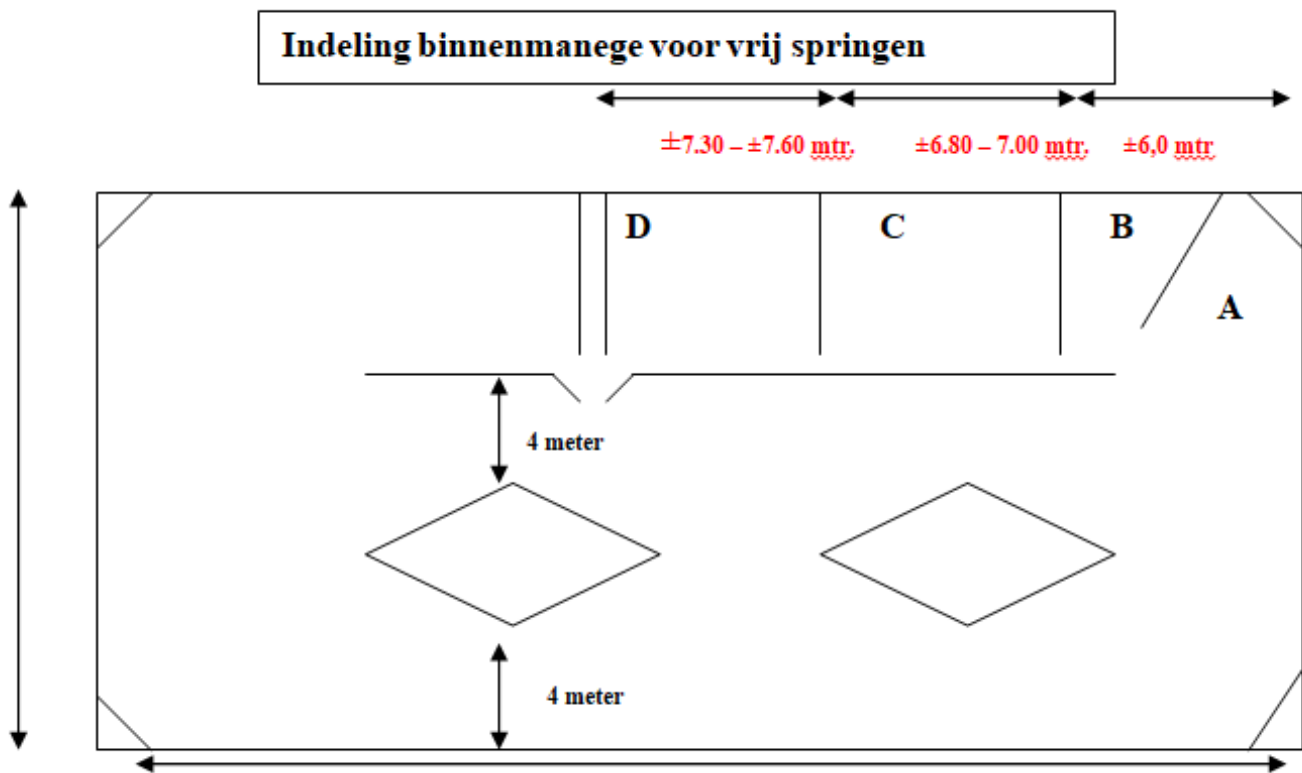 Indeling binnenmanege voor vrij springen
±7.30 – ±7.60 mtr. ±6.80 – 7.00 mtr. ±6,0 mtr
D C B
A
4 meter
4 meter